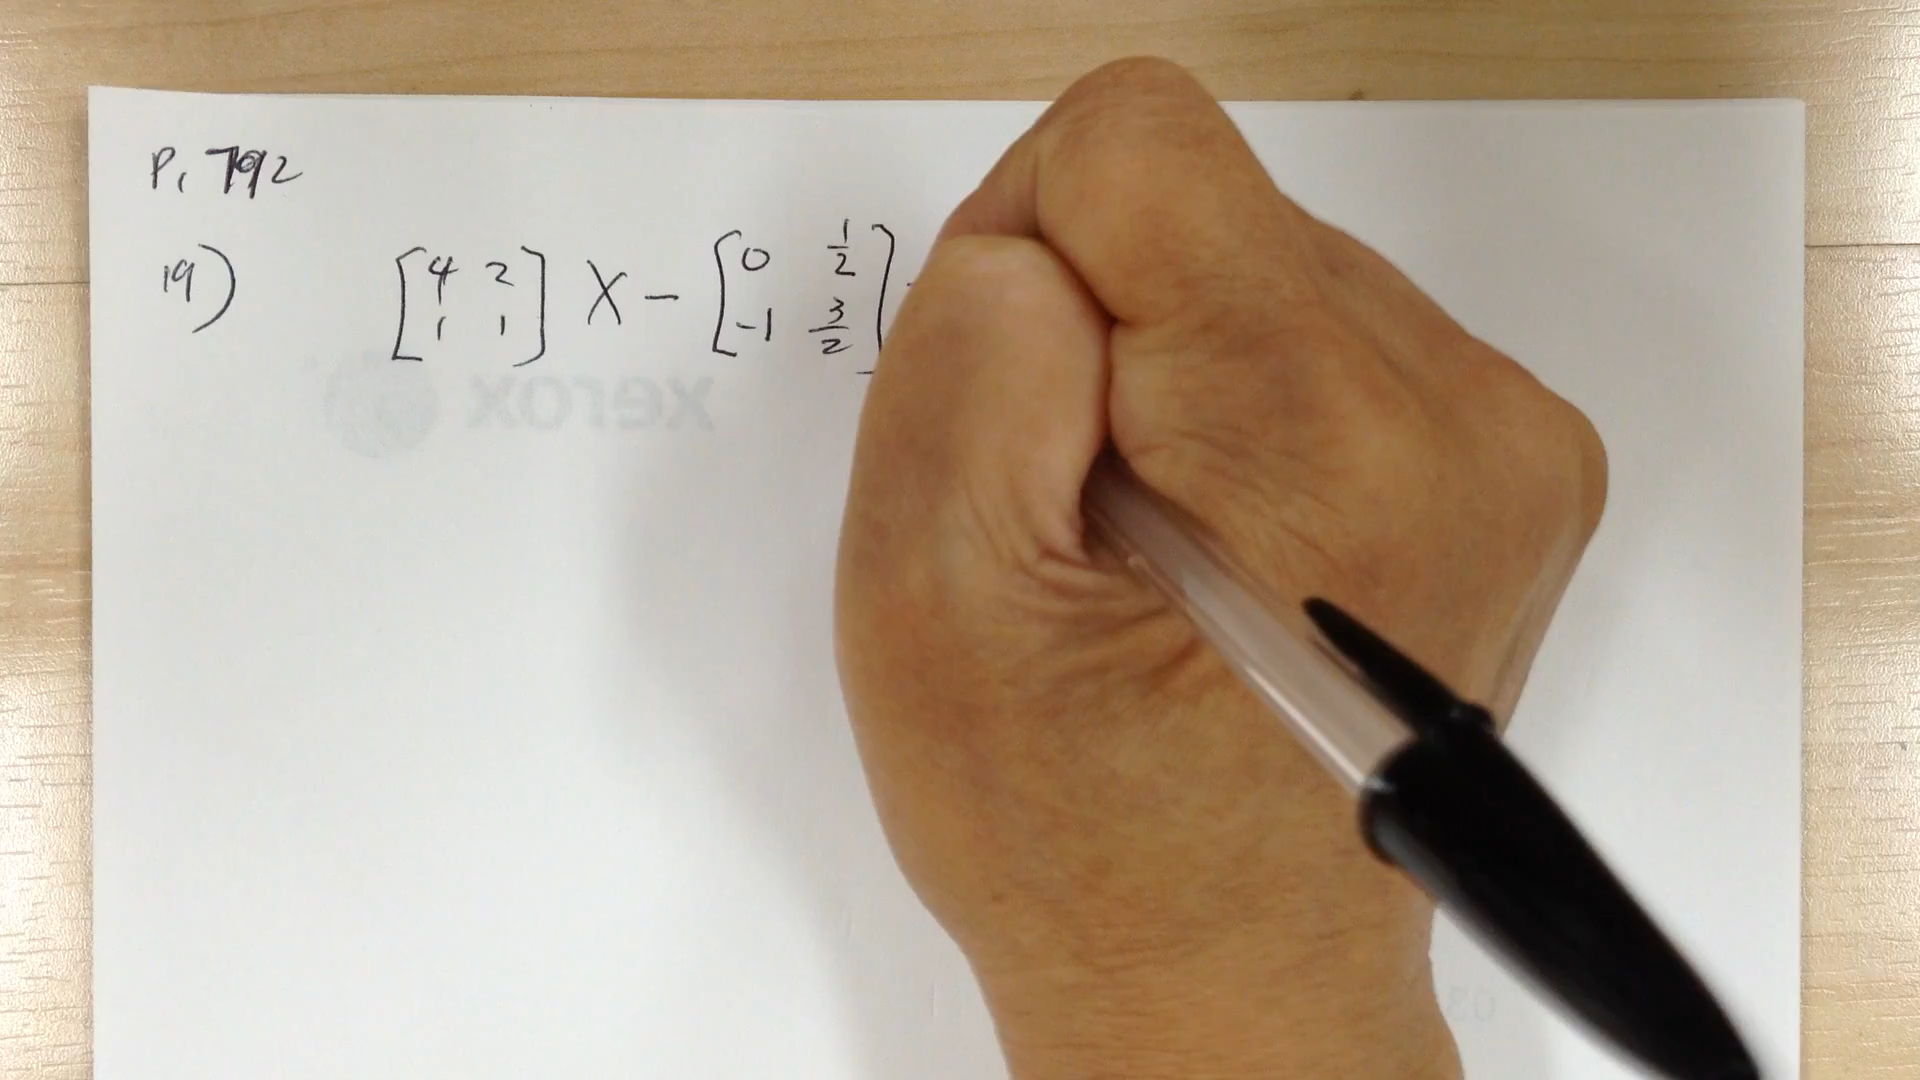 P. 792
19) [4 2; 1 1] X - [0 1/2; -1 3/2]
xerox